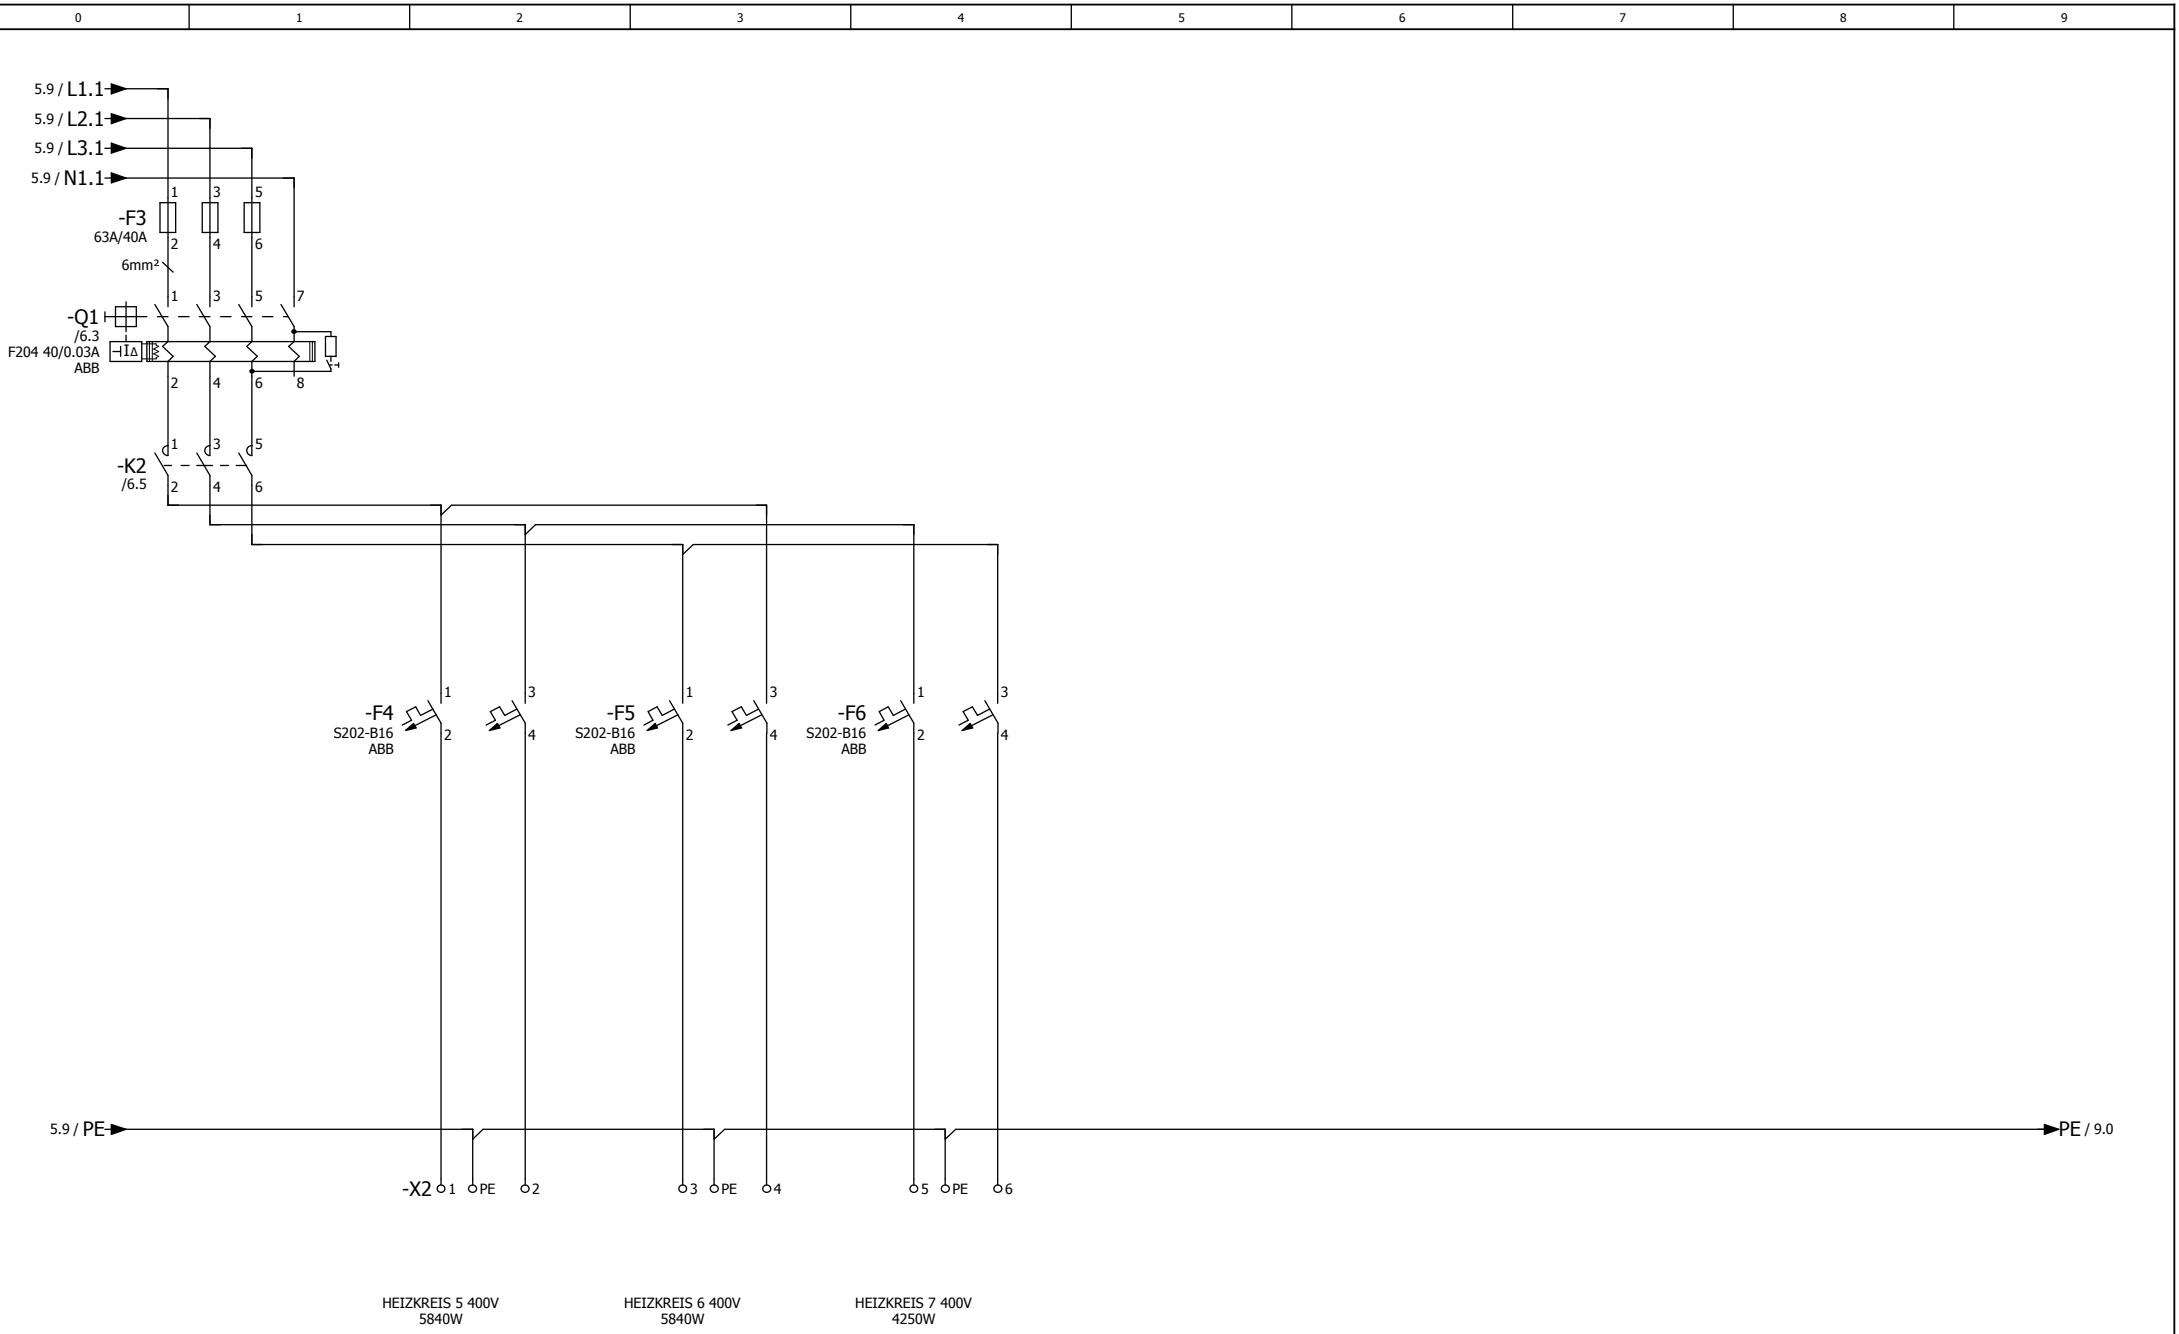 0 1 2 3 4 5 6 7 8 9
5.9 / L1.1
5.9 / L2.1
5.9 / L3.1
5.9 / N1.1
1 3 5
-F3
63A/40A
2 4 6
6mm²
1 3 5 7
-Q1
/6.3
F204 40/0.03A
ABB
I∆
2 4 6 8
1 3 5
-K2
/6.5
2 4 6
1 3 1 3 1 3
-F4 -F5 -F6
S202-B16 S202-B16 S202-B16
ABB ABB ABB
2 4 2 4 2 4
5.9 / PE PE / 9.0
-X2 1 PE 2 3 PE 4 5 PE 6
HEIZKREIS 5 400V
5840W
HEIZKREIS 6 400V
5840W
HEIZKREIS 7 400V
4250W